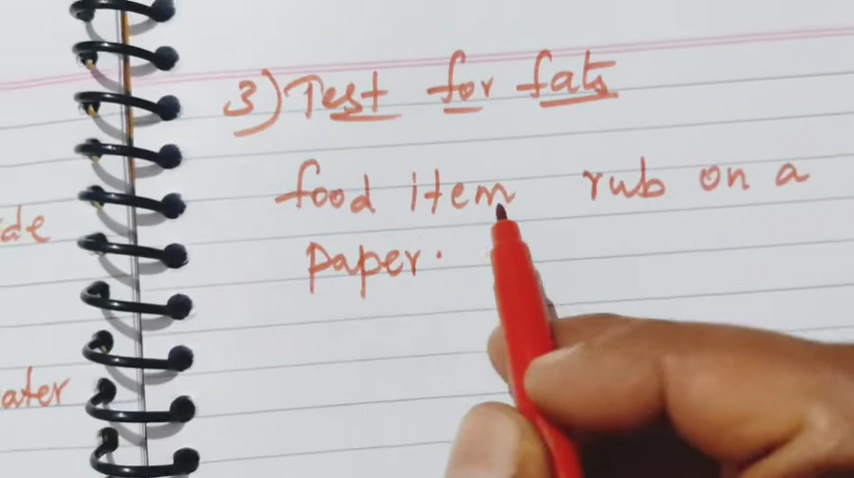 3) Test for fats
food item rub on a
de
paper.
ater